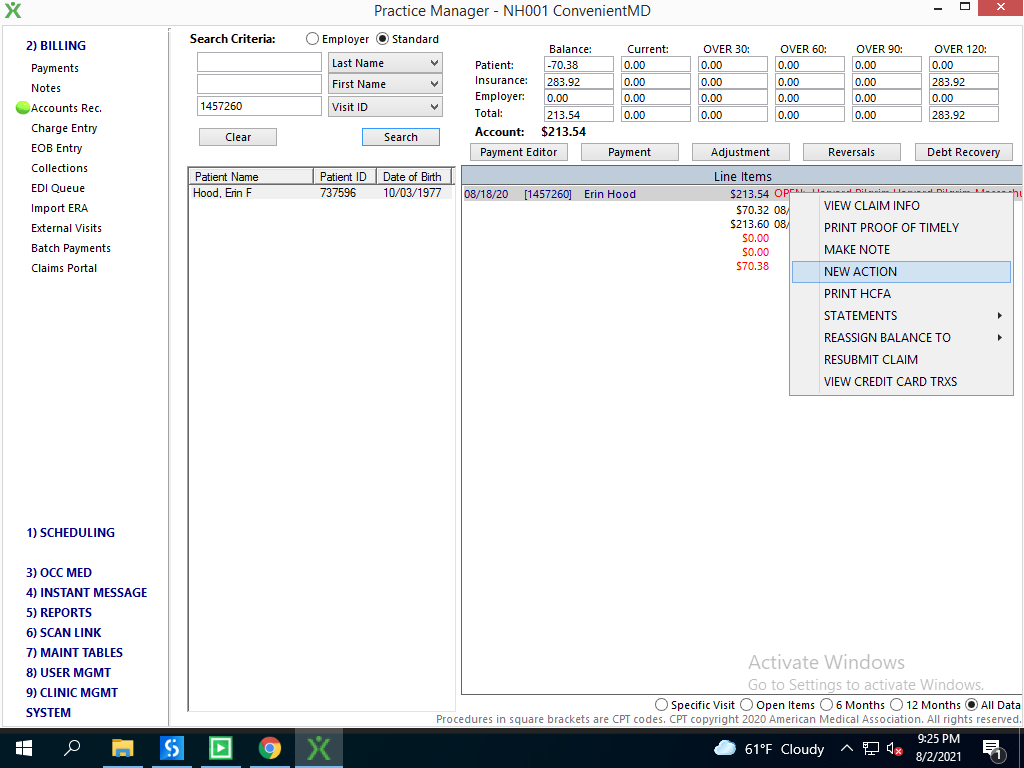 Practice Manager - NH001 ConvenientMD
2) BILLING
Payments
Notes
Accounts Rec.
Charge Entry
EOB Entry
Collections
EDI Queue
Import ERA
External Visits
Batch Payments
Claims Portal
1) SCHEDULING
3) OCC MED
4) INSTANT MESSAGE
5) REPORTS
6) SCAN LINK
7) MAINT TABLES
8) USER MGMT
9) CLINIC MGMT
SYSTEM
Search Criteria: Employer Standard
Last Name
First Name
1457260 Visit ID
Clear Search
Balance: Current: OVER 30: OVER 60: OVER 90: OVER 120:
Patient: -70.38 0.00 0.00 0.00 0.00 0.00
Insurance: 283.92 0.00 0.00 0.00 0.00 283.92
Employer: 0.00 0.00 0.00 0.00 0.00 0.00
Total: 213.54 0.00 0.00 0.00 0.00 283.92
Account: $213.54
Payment Editor Payment Adjustment Reversals Debt Recovery
Patient Name Patient ID Date of Birth
Hood, Erin F 737596 10/03/1977
Line Items
08/18/20 [1457260] Erin Hood $213.54 OPEN: Harvard Pilgrim Harvard Pilgrim Massachu
$70.32 08/
$213.60 08/
$0.00
$0.00
$70.38
VIEW CLAIM INFO
PRINT PROOF OF TIMELY
MAKE NOTE
NEW ACTION
PRINT HCFA
STATEMENTS
REASSIGN BALANCE TO
RESUBMIT CLAIM
VIEW CREDIT CARD TRXS
Activate Windows
Go to Settings to activate Windows.
Specific Visit Open Items 6 Months 12 Months All Data
Procedures in square brackets are CPT codes. CPT copyright 2020 American Medical Association. All rights reserved.
61°F Cloudy
9:25 PM
8/2/2021
1